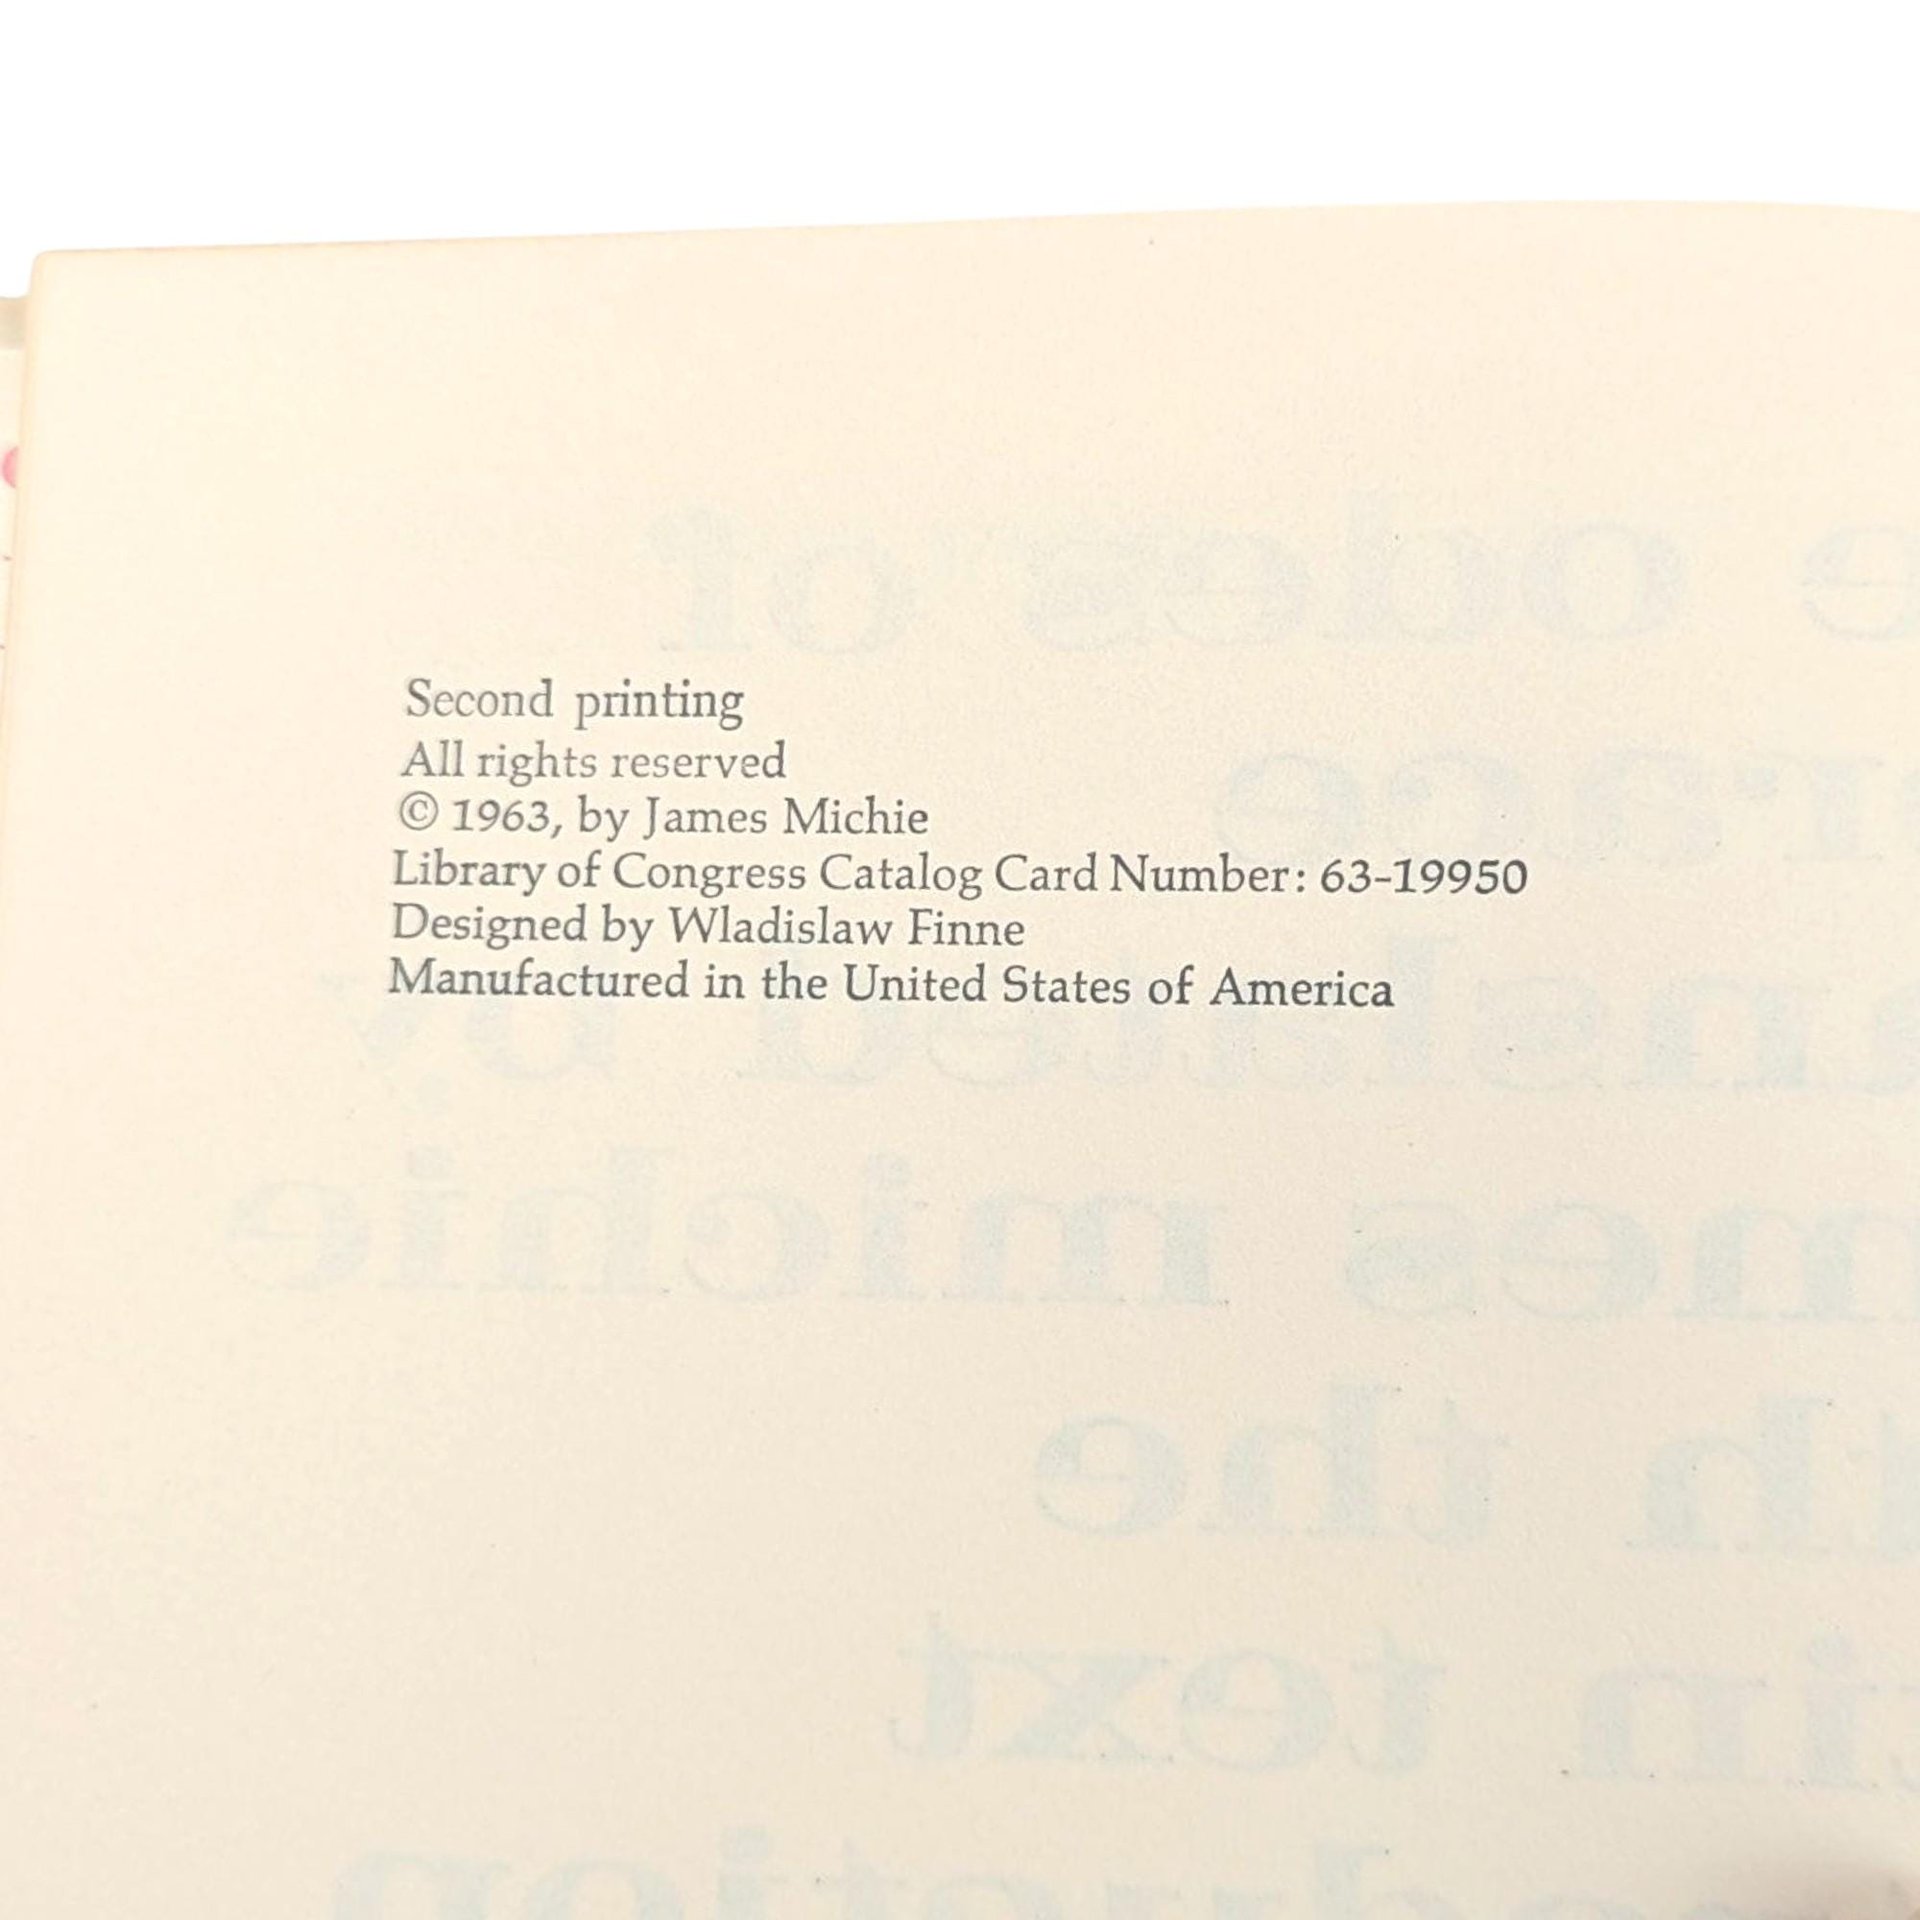 Second printing
All rights reserved
© 1963, by James Michie
Library of Congress Catalog Card Number: 63-19950
Designed by Wladislaw Finne
Manufactured in the United States of America